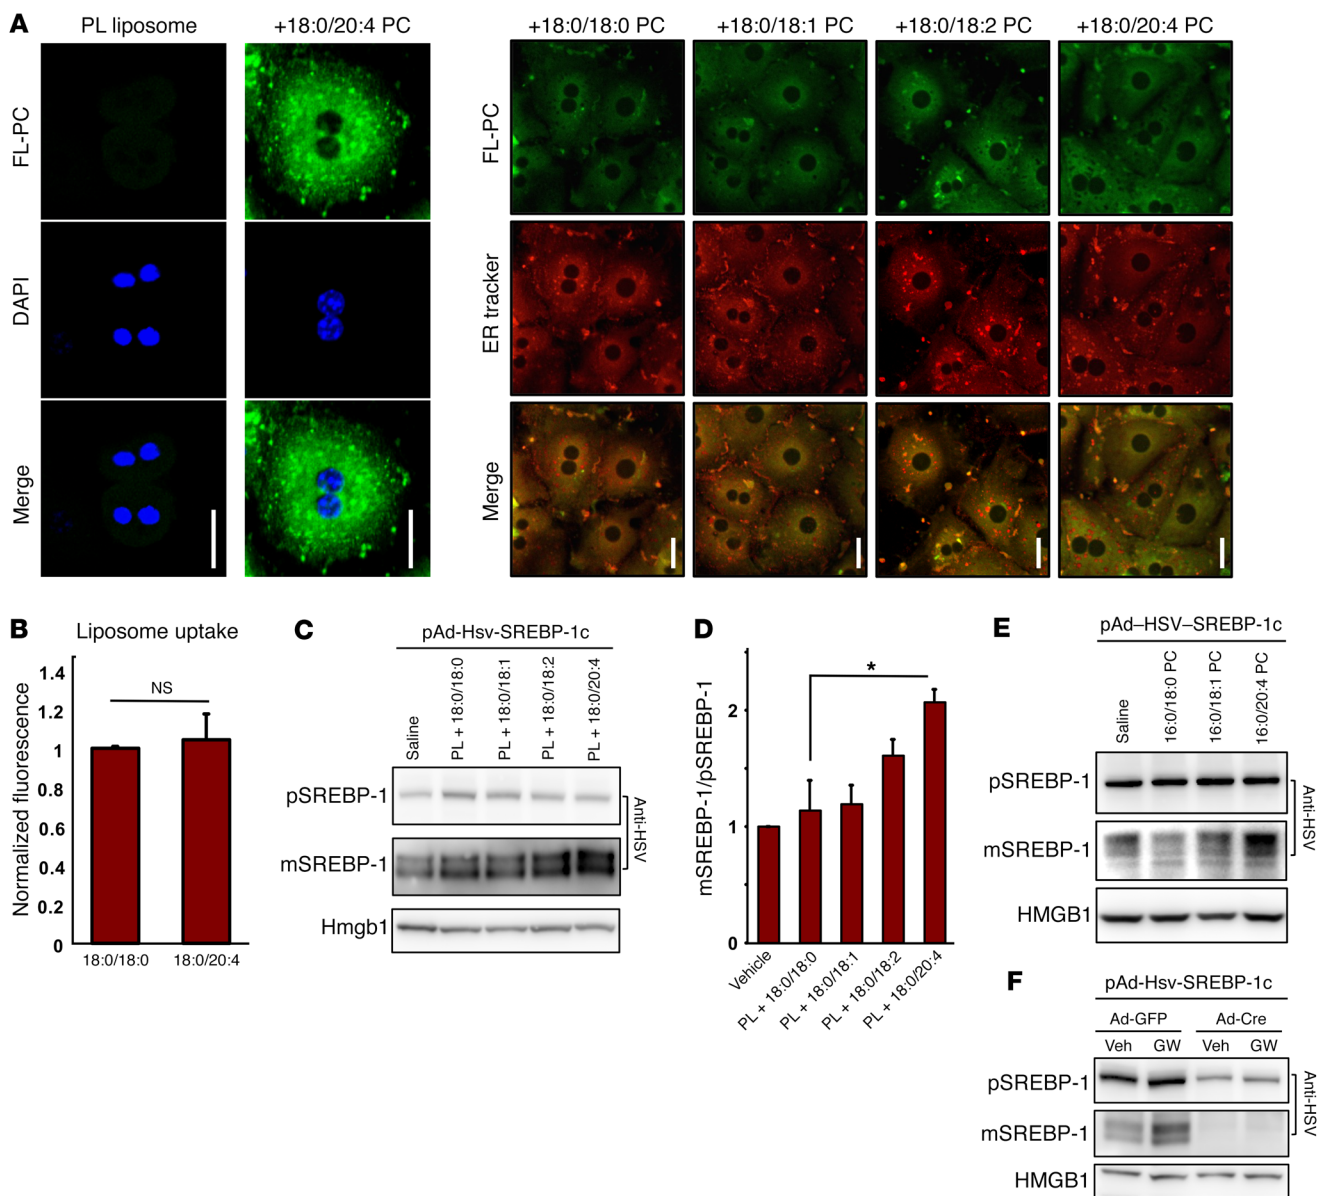 A
PL liposome
+18:0/20:4 PC
+18:0/18:0 PC
+18:0/18:1 PC
+18:0/18:2 PC
+18:0/20:4 PC
FL-PC
DAPI
Merge
FL-PC
ER tracker
Merge
B
Liposome uptake
Normalized fluorescence
1.4
1.2
1
0.8
0.6
0.4
0.2
0
NS
18:0/18:0
18:0/20:4
C
pAd-Hsv-SREBP-1c
Saline
PL + 18:0/18:0
PL + 18:0/18:1
PL + 18:0/18:2
PL + 18:0/20:4
pSREBP-1
mSREBP-1
Hmgb1
Anti-HSV
D
mSREBP-1/pSREBP-1
2
1
0
*
Vehicle
PL + 18:0/18:0
PL + 18:0/18:1
PL + 18:0/18:2
PL + 18:0/20:4
E
pAd–HSV–SREBP-1c
Saline
16:0/18:0 PC
16:0/18:1 PC
16:0/20:4 PC
pSREBP-1
mSREBP-1
HMGB1
Anti-HSV
F
pAd-Hsv-SREBP-1c
Ad-GFP
Ad-Cre
Veh
GW
Veh
GW
pSREBP-1
mSREBP-1
HMGB1
Anti-HSV